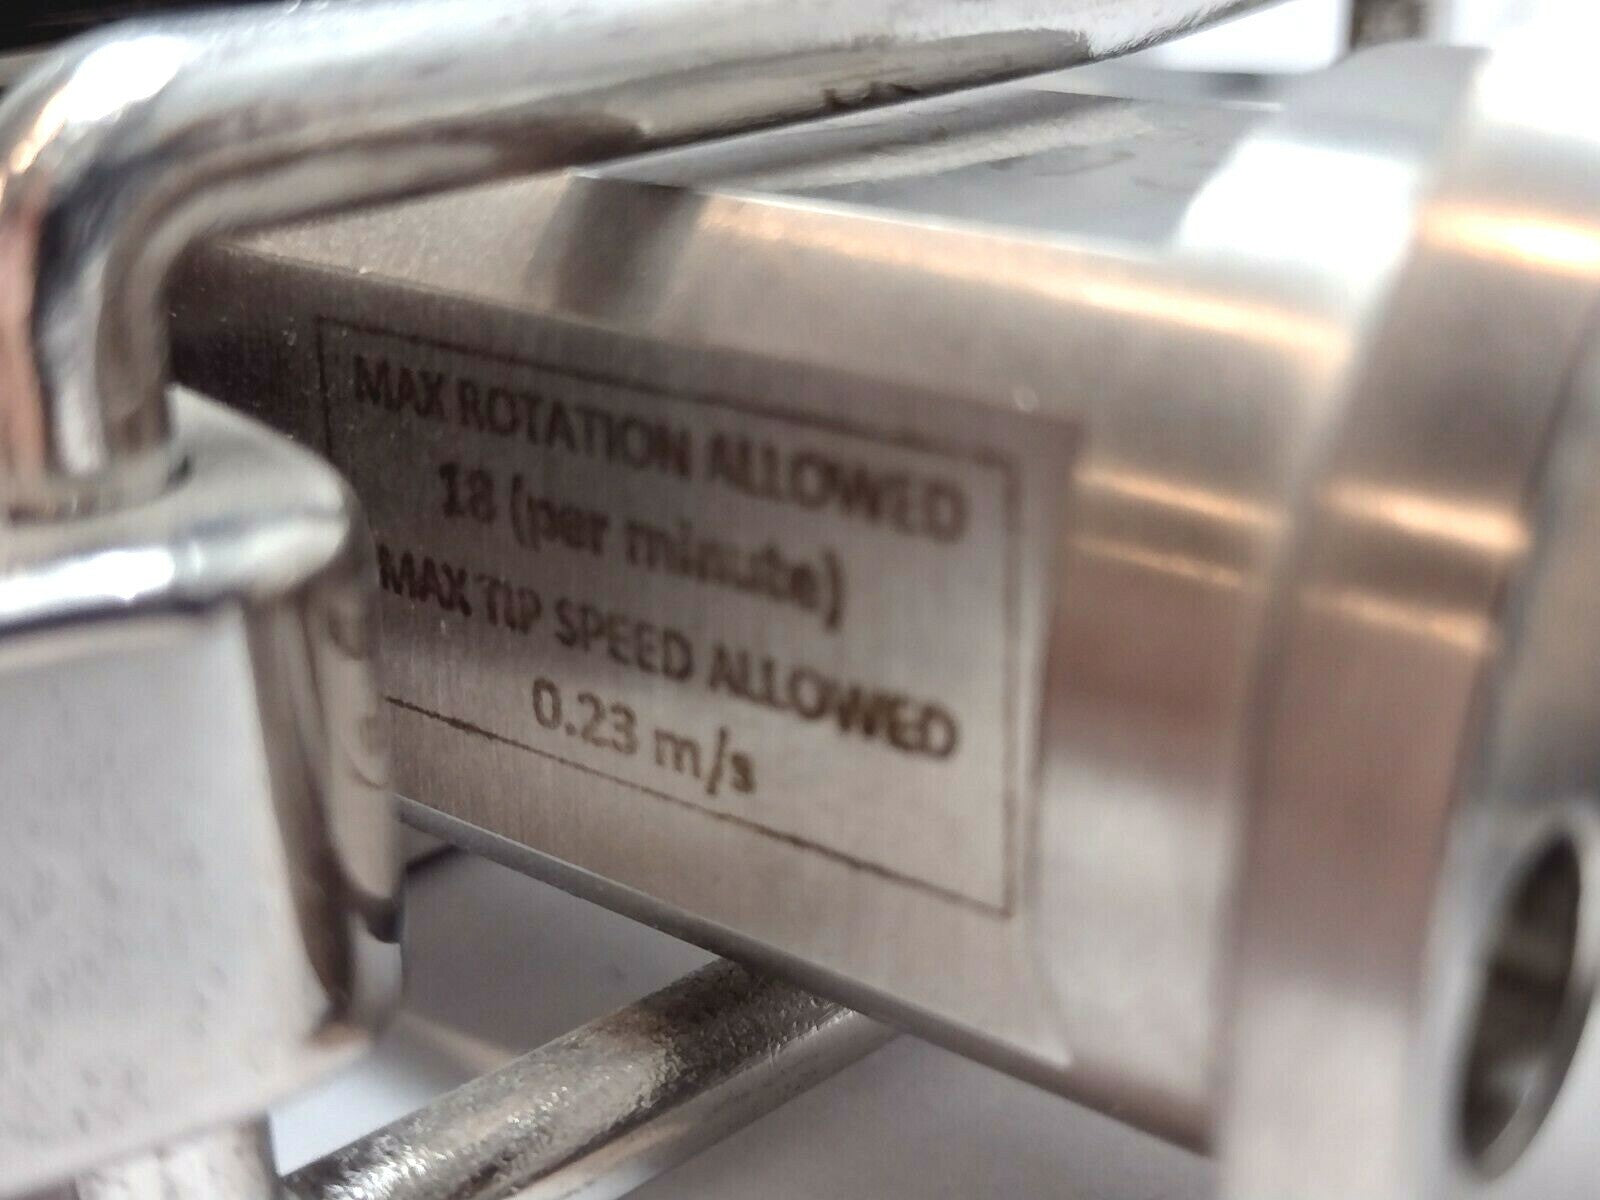 MAX ROTATION ALLOWED
18 (per minute)
MAX TIP SPEED ALLOWED
0.23 m/s